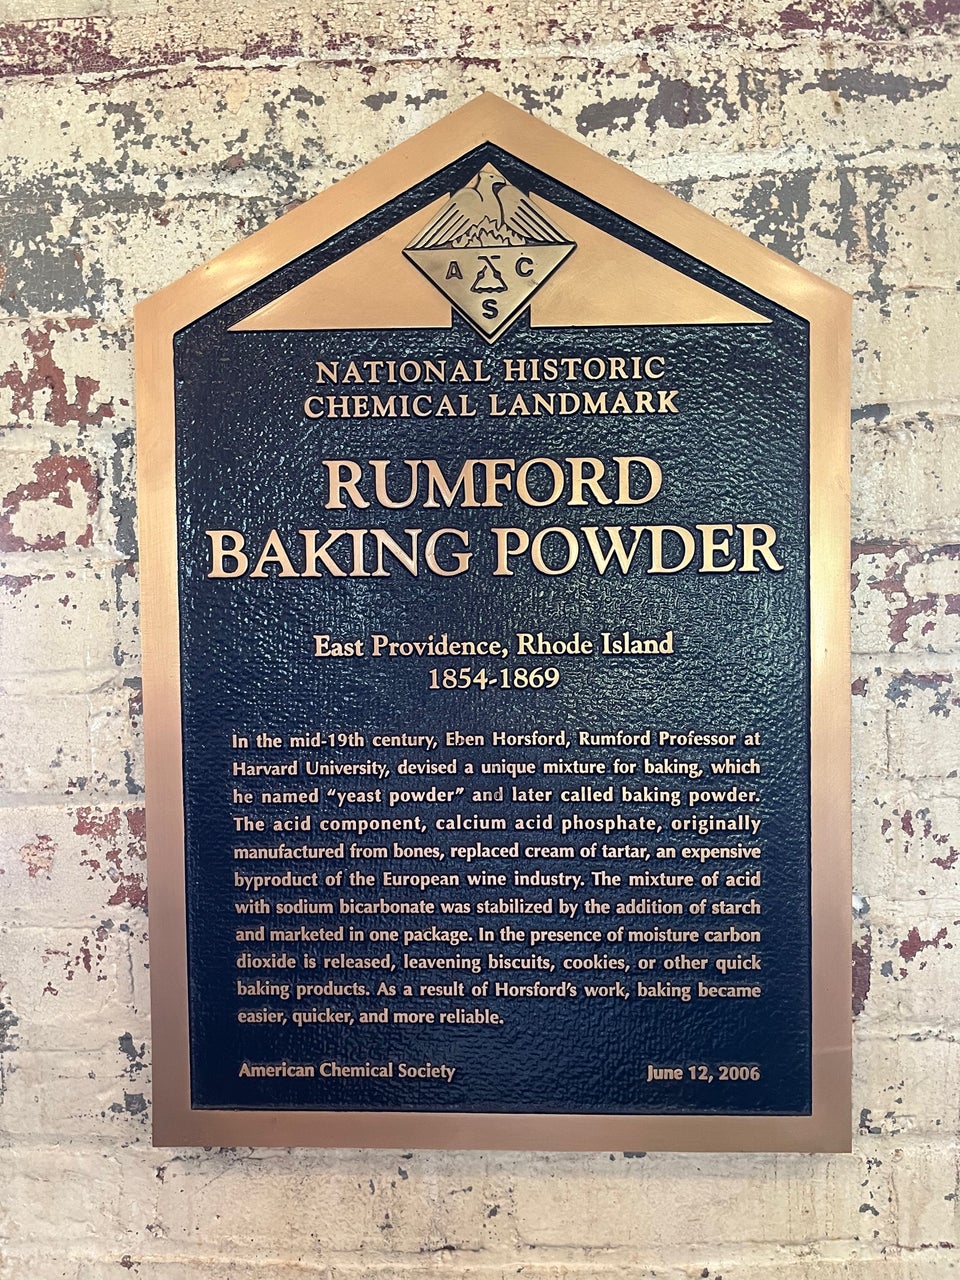 A C
S
NATIONAL HISTORIC
CHEMICAL LANDMARK
RUMFORD
BAKING POWDER
East Providence, Rhode Island
1854-1869
In the mid-19th century, Eben Horsford, Rumford Professor at
Harvard University, devised a unique mixture for baking, which
he named “yeast powder” and later called baking powder.
The acid component, calcium acid phosphate, originally
manufactured from bones, replaced cream of tartar, an expensive
byproduct of the European wine industry. The mixture of acid
with sodium bicarbonate was stabilized by the addition of starch
and marketed in one package. In the presence of moisture carbon
dioxide is released, leavening biscuits, cookies, or other quick
baking products. As a result of Horsford’s work, baking became
easier, quicker, and more reliable.
American Chemical Society June 12, 2006